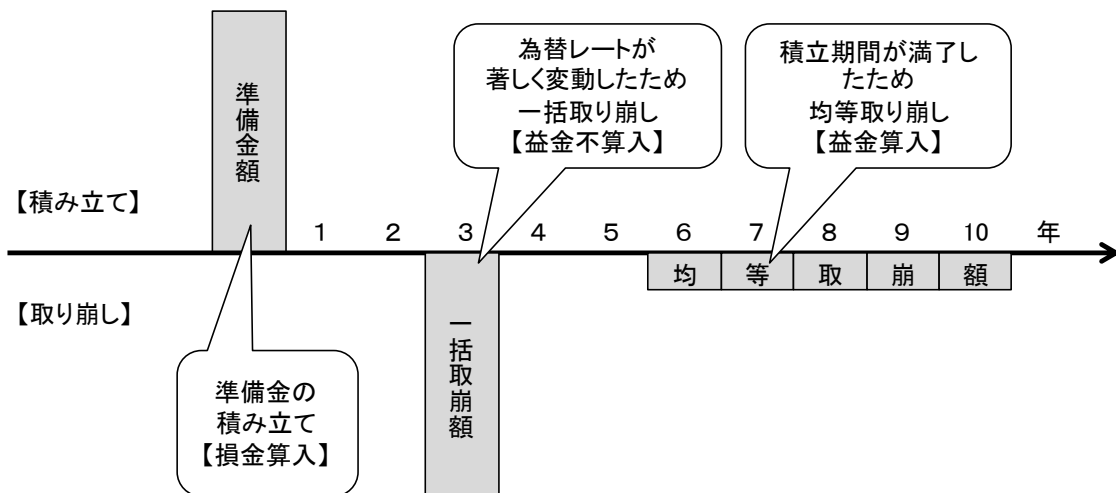 準備金額
為替レートが
著しく変動したため
一括取り崩し
【益金不算入】
積立期間が満了し
たため
均等取り崩し
【益金算入】
【積み立て】
1 2 3 4 5 6 7 8 9 10 年
均 等 取 崩 額
【取り崩し】
一括取崩額
準備金の
積み立て
【損金算入】